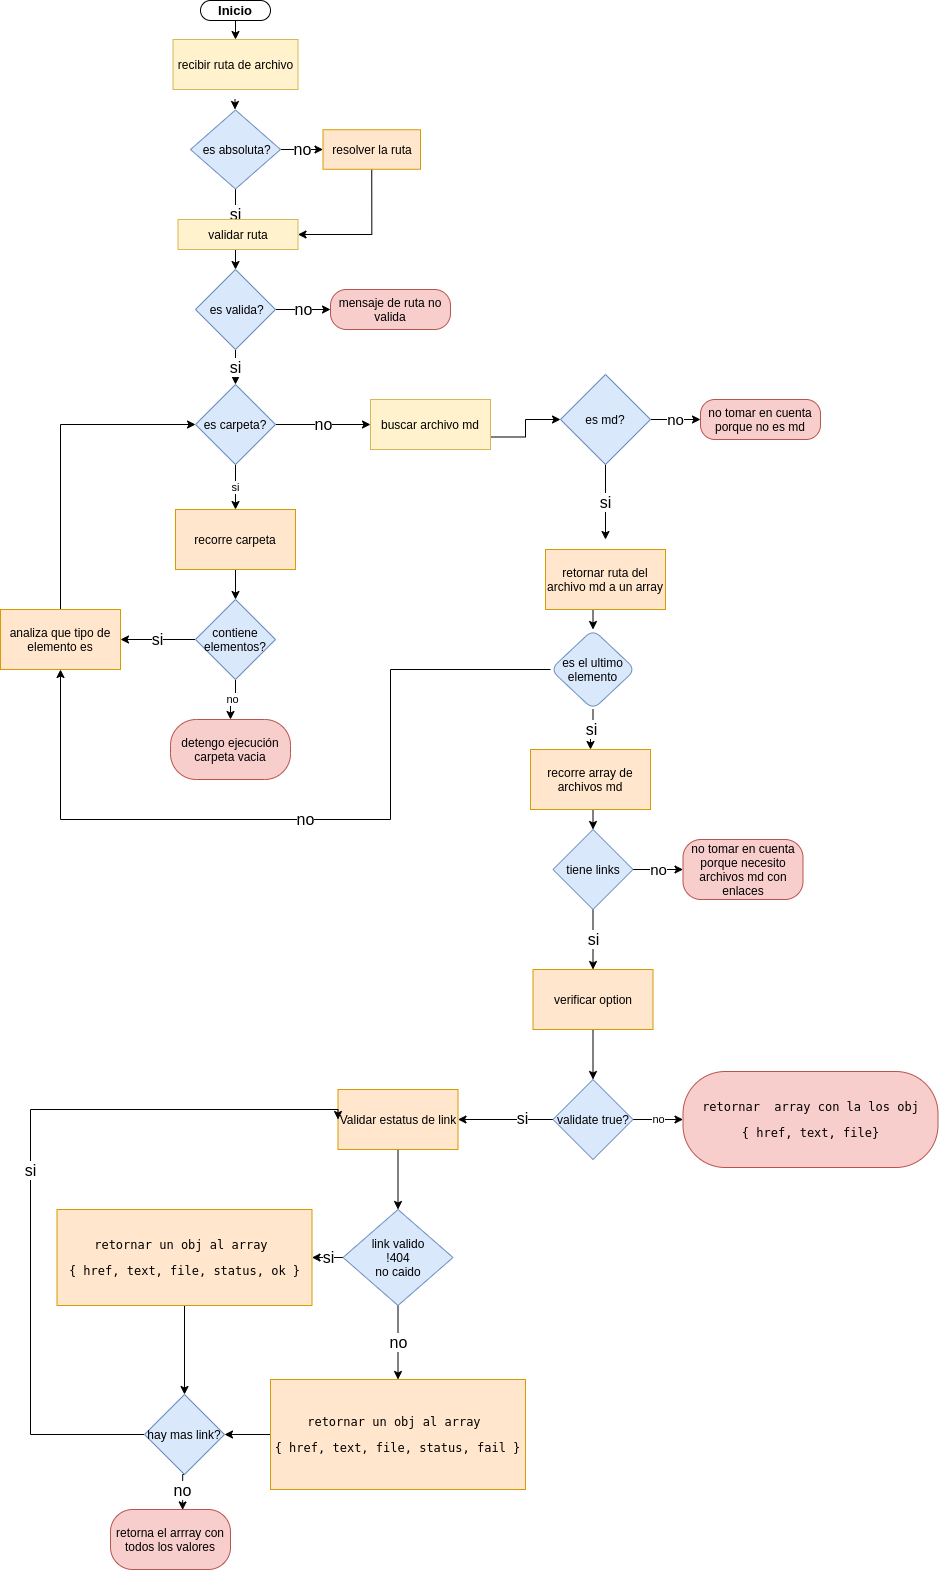 Inicio
recibir ruta de archivo
es absoluta?
no
resolver la ruta
si
validar ruta
es valida?
no
mensaje de ruta no
valida
si
es carpeta?
no
buscar archivo md
es md?
no
no tomar en cuenta
porque no es md
si
si
recorre carpeta
retornar ruta del
archivo md a un array
analiza que tipo de
elemento es
si
contiene
elementos?
es el ultimo
elemento
no
si
detengo ejecución
carpeta vacia
recorre array de
archivos md
no
tiene links
no
no tomar en cuenta
porque necesito
archivos md con
enlaces
si
verificar option
Validar estatus de link
si
validate true?
no
retornar  array con la los obj
{ href, text, file}
si
retornar un obj al array
{ href, text, file, status, ok }
si
link valido
!404
no caido
no
retornar un obj al array
{ href, text, file, status, fail }
hay mas link?
no
retorna el arrray con
todos los valores